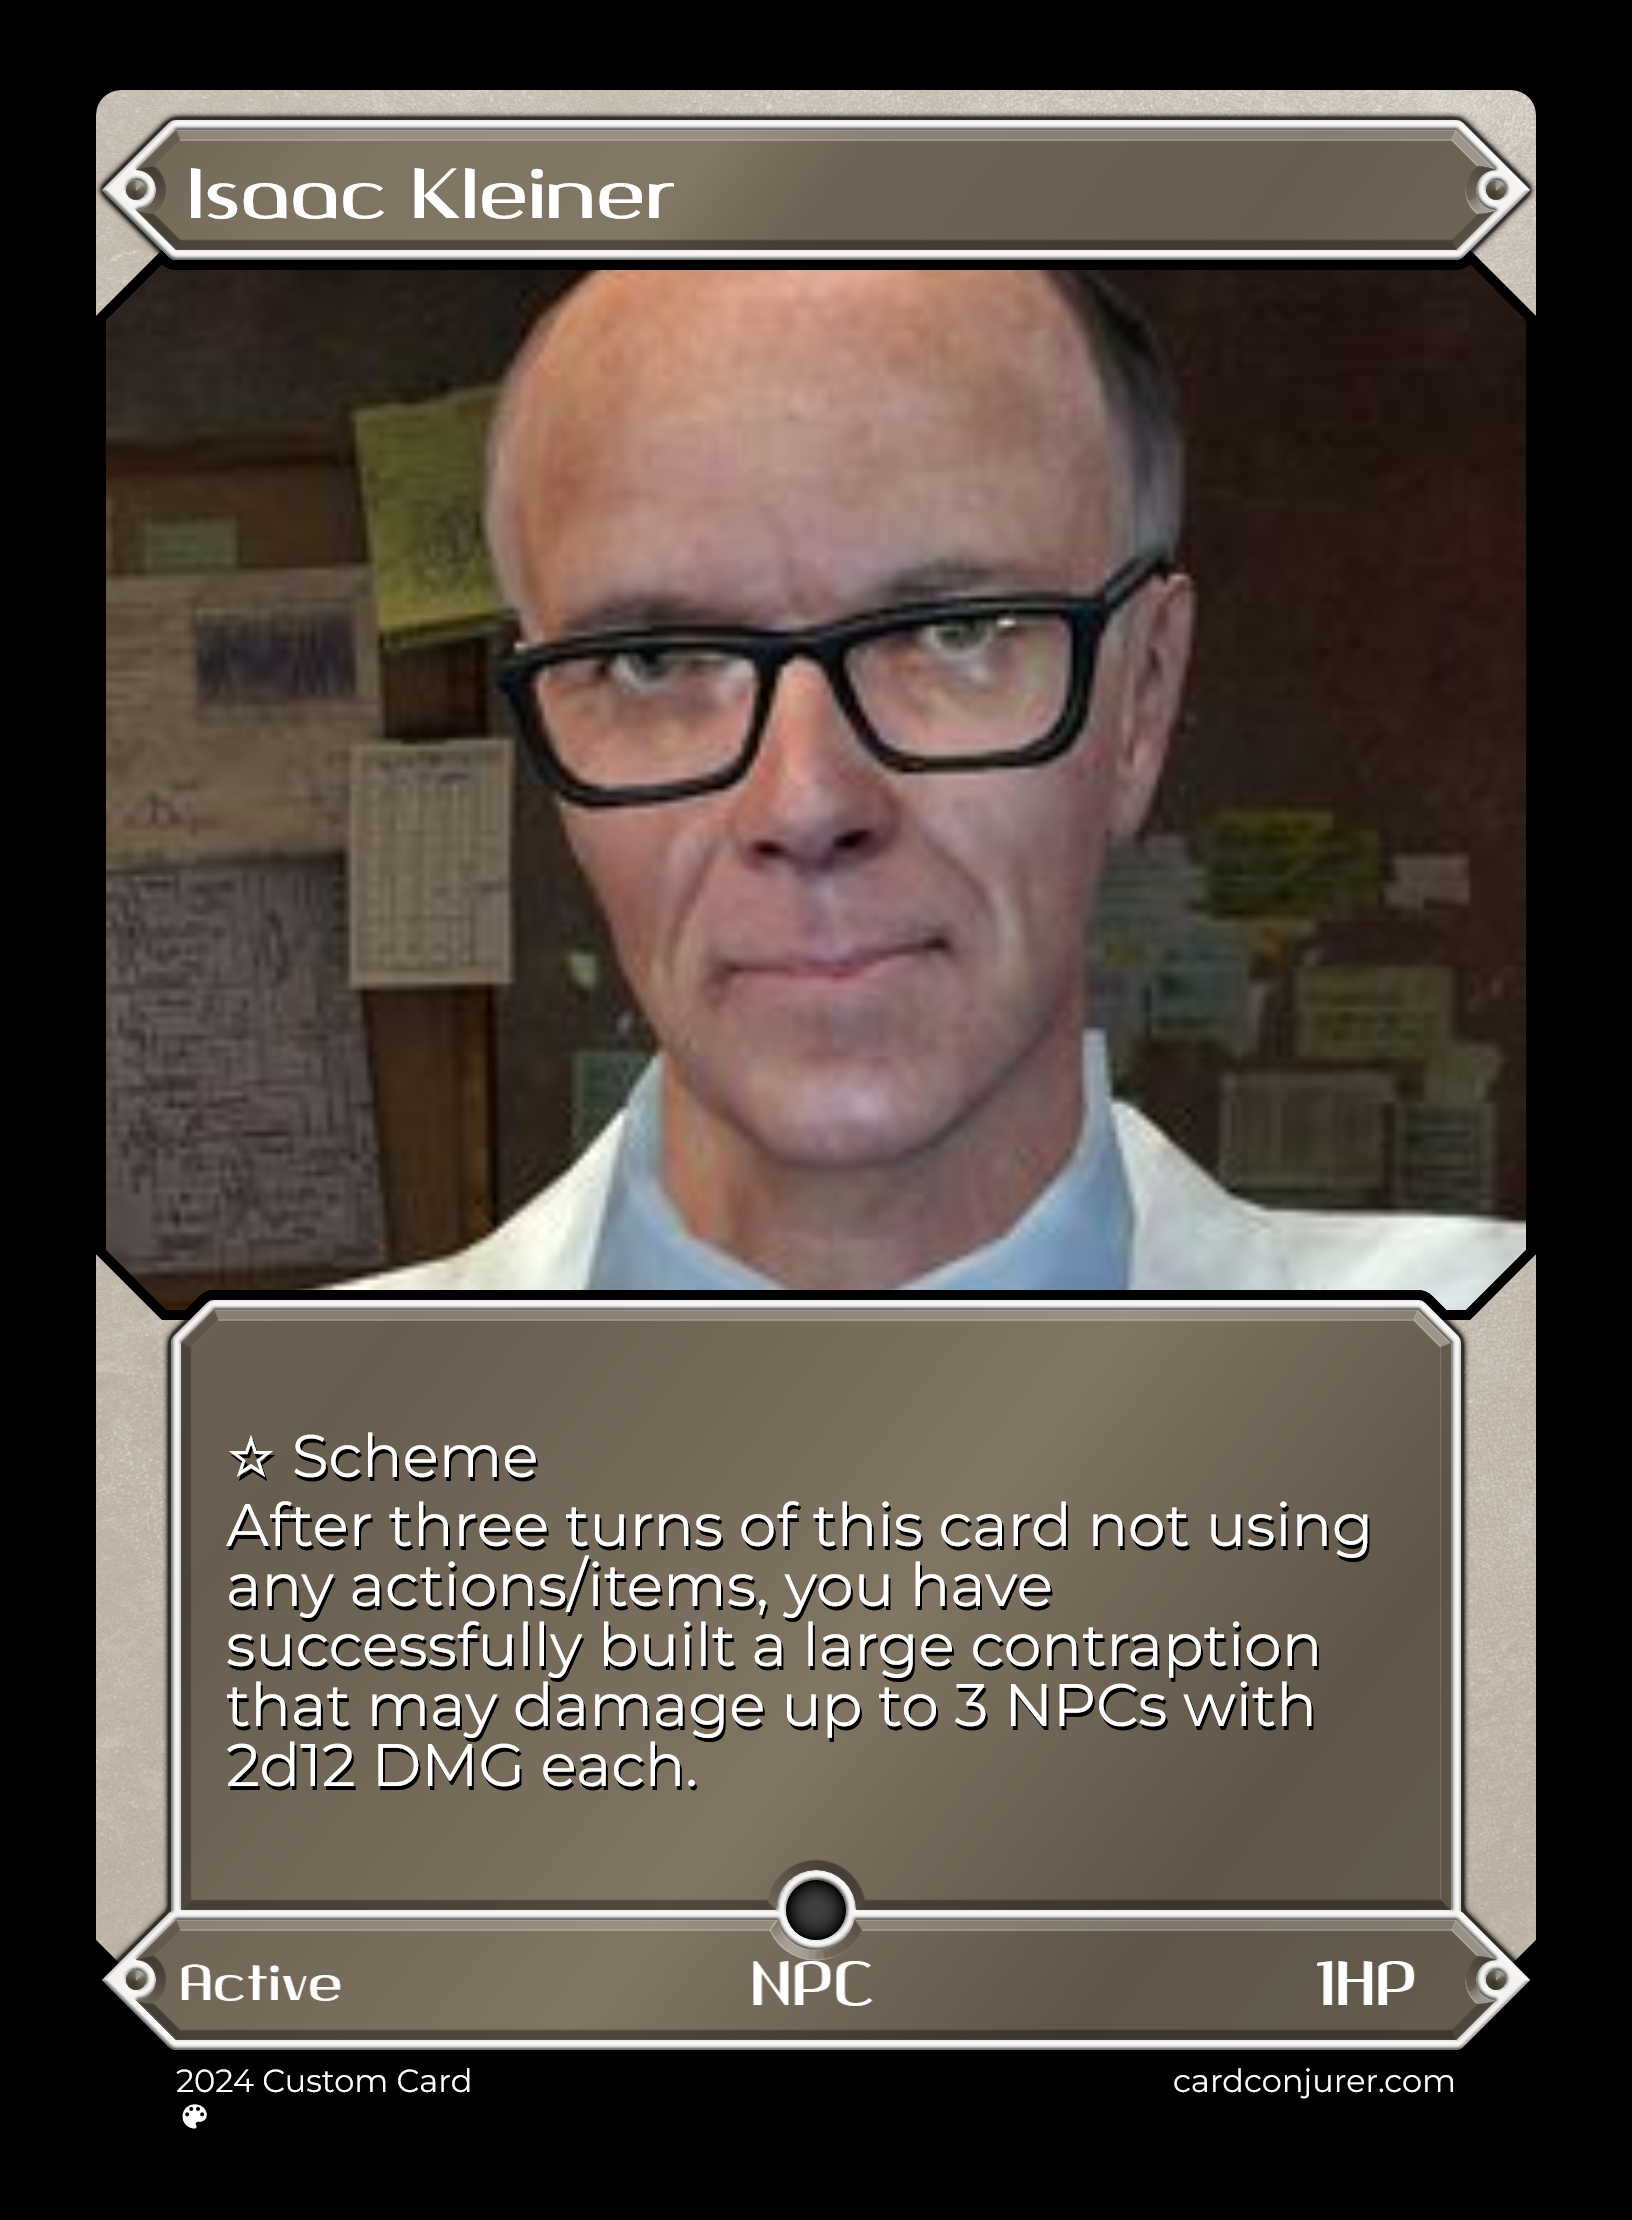 Isaac Kleiner
☆ Scheme
After three turns of this card not using
any actions/items, you have
successfully built a large contraption
that may damage up to 3 NPCs with
2d12 DMG each.
Active NPC 1HP
2024 Custom Card cardconjurer.com